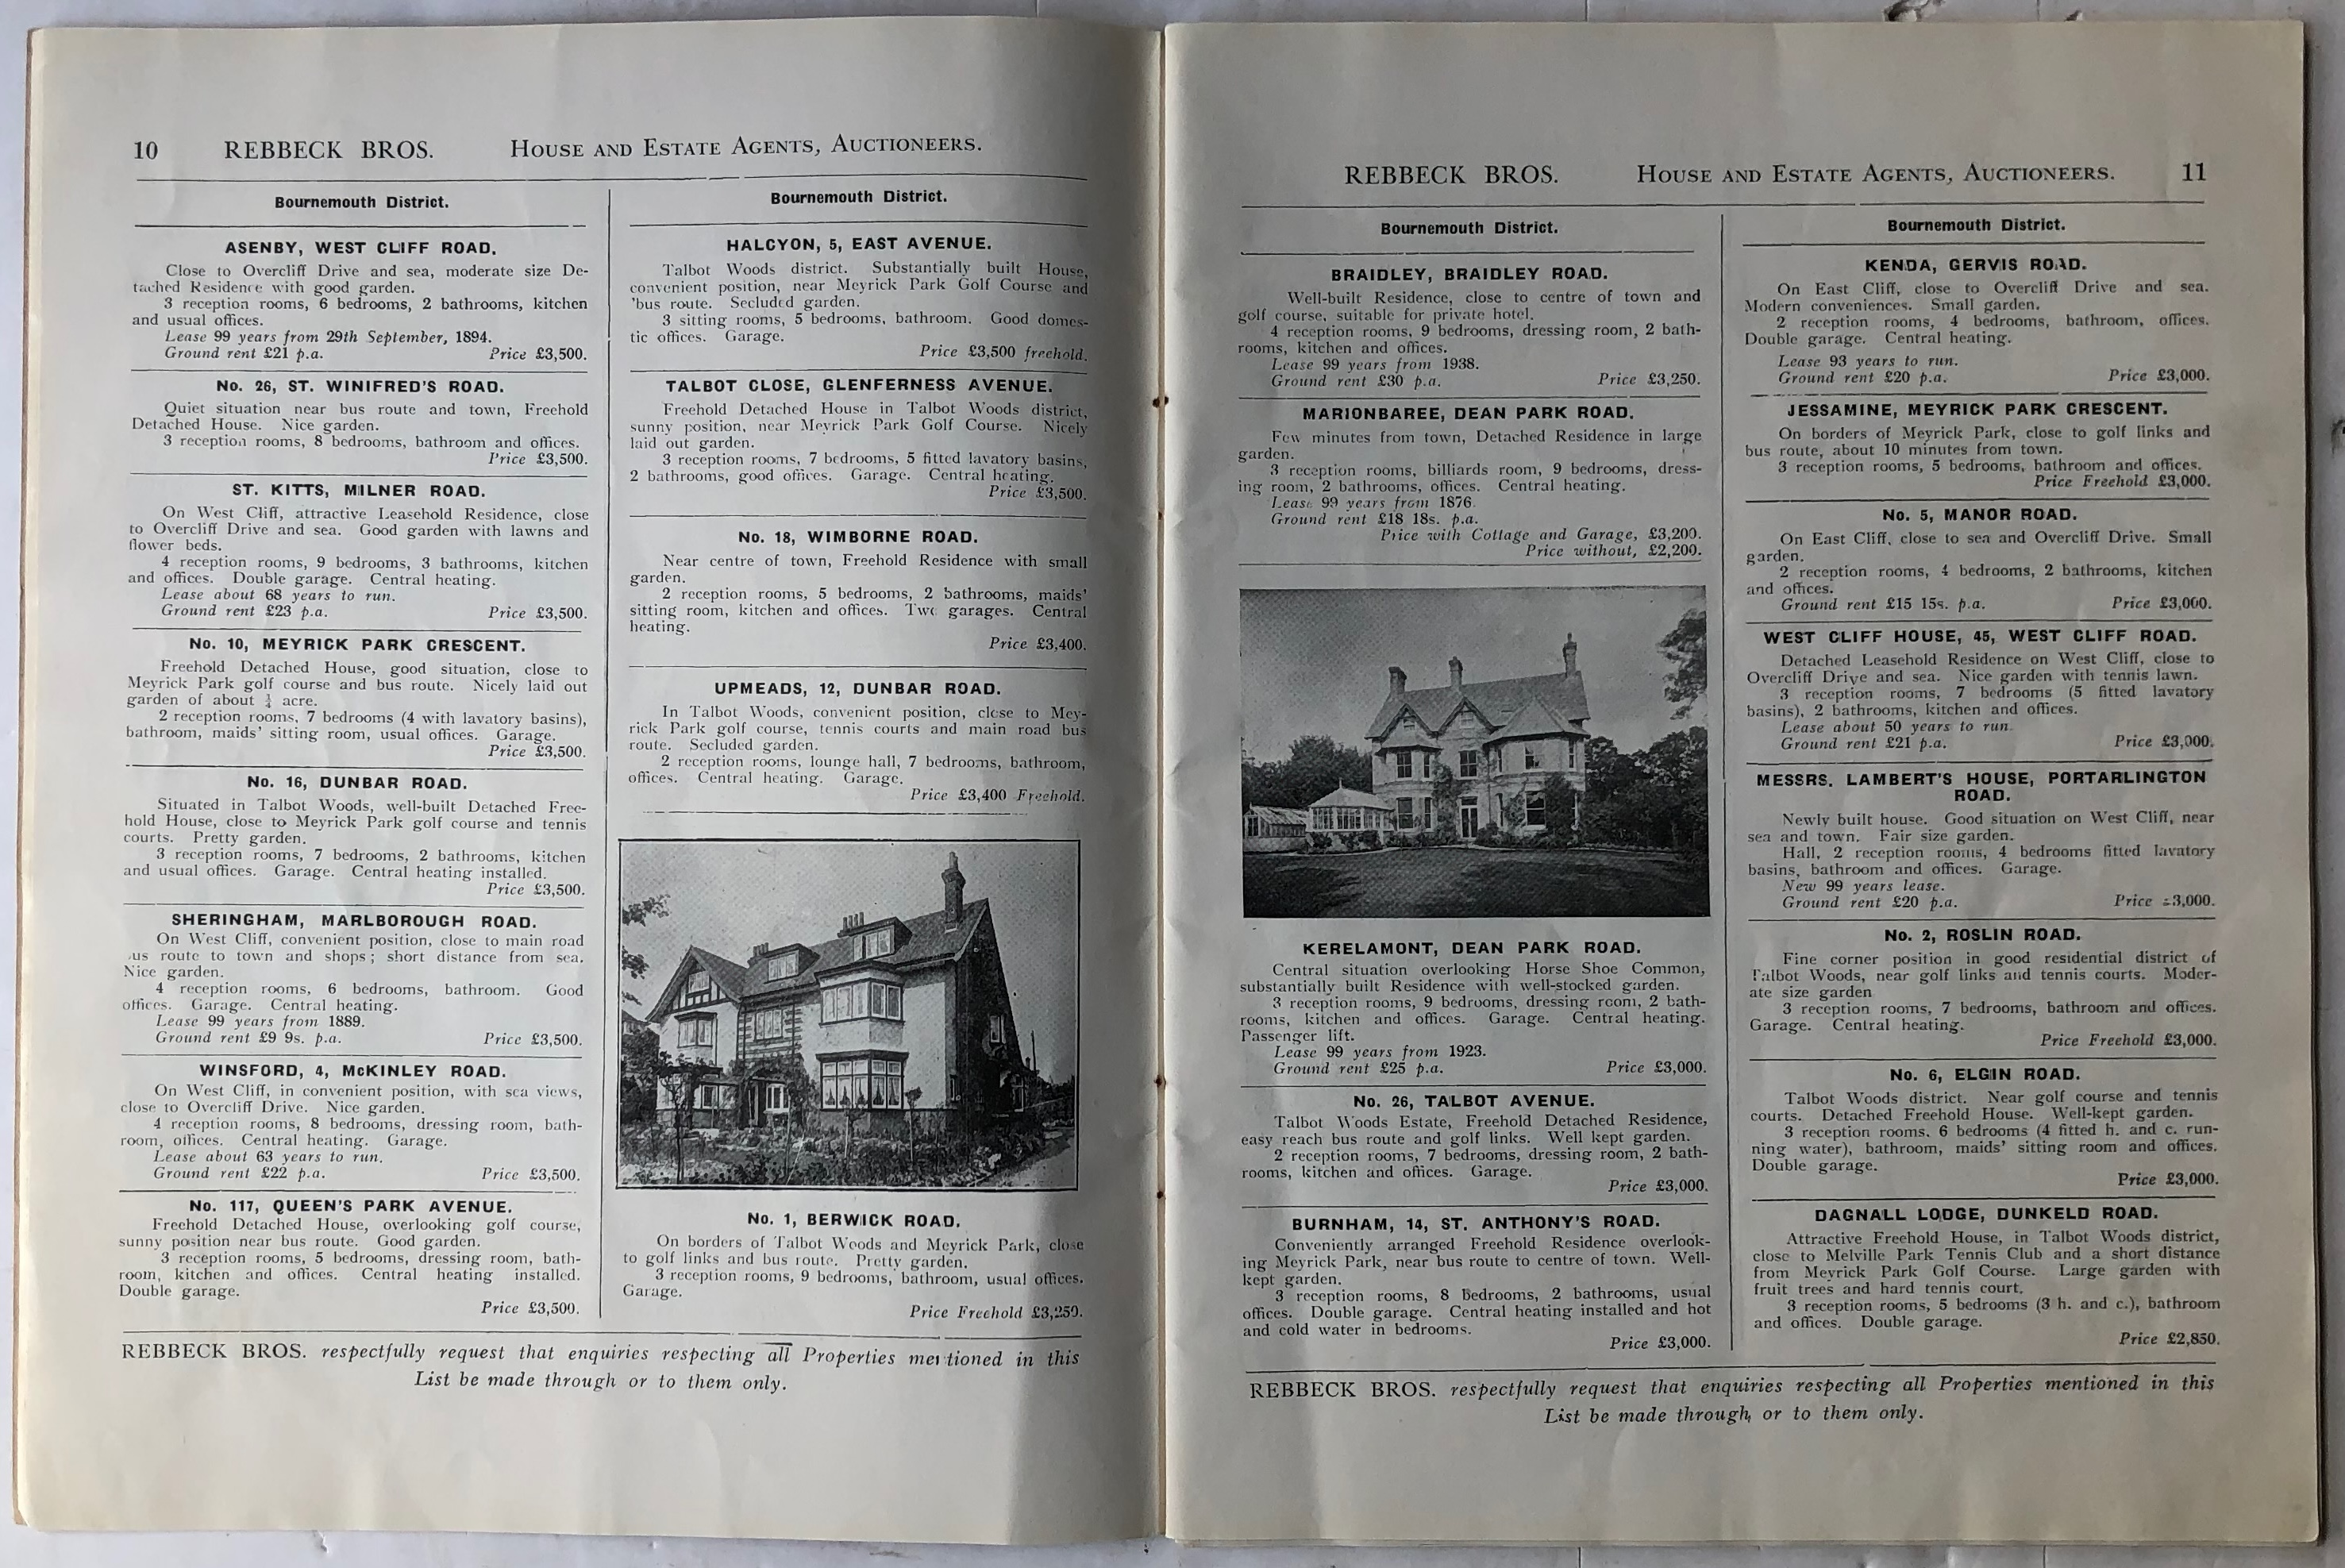 10 REBBECK BROS. HOUSE AND ESTATE AGENTS, AUCTIONEERS.
Bournemouth District.
ASENBY, WEST CLIFF ROAD.
Close to Overcliff Drive and sea, moderate size De-
tached Residence with good garden.
3 reception rooms, 6 bedrooms, 2 bathrooms, kitchen
and usual offices.
Lease 99 years from 29th September, 1894.
Ground rent £21 p.a. Price £3,500.
No. 26, ST. WINIFRED'S ROAD.
Quiet situation near bus route and town, Freehold
Detached House. Nice garden.
3 reception rooms, 8 bedrooms, bathroom and offices.
Price £3,500.
ST. KITTS, MILNER ROAD.
On West Cliff, attractive Leasehold Residence, close
to Overcliff Drive and sea. Good garden with lawns and
flower beds.
4 reception rooms, 9 bedrooms, 3 bathrooms, kitchen
and offices. Double garage. Central heating.
Lease about 68 years to run.
Ground rent £23 p.a. Price £3,500.
No. 10, MEYRICK PARK CRESCENT.
Freehold Detached House, good situation, close to
Meyrick Park golf course and bus route. Nicely laid out
garden of about acre.
2 reception rooms, 7 bedrooms (4 with lavatory basins),
bathroom, maids' sitting room, usual offices. Garage.
Price £3,500.
No. 16, DUNBAR ROAD.
Situated in Talbot Woods, well-built Detached Free-
hold House, close to Meyrick Park golf course and tennis
courts. Pretty garden.
3 reception rooms, 7 bedrooms, 2 bathrooms, kitchen
and usual offices. Garage. Central heating installed.
Price £3,500.
SHERINGHAM, MARLBOROUGH ROAD.
On West Cliff, convenient position, close to main road
us route to town and shops; short distance from sea.
Nice garden.
4 reception rooms, 6 bedrooms, bathroom. Good
offices. Garage. Central heating.
Lease 99 years from 1889.
Ground rent £9 9s. p.a. Price £3,500.
WINSFORD, 4, McKINLEY ROAD.
On West Cliff, in convenient position, with sea views,
close to Overcliff Drive. Nice garden.
4 reception rooms, 8 bedrooms, dressing room, bath-
room, offices. Central heating. Garage.
Lease about 63 years to run.
Ground rent £22 p.a. Price £3,500.
No. 117, QUEEN'S PARK AVENUE.
Freehold Detached House, overlooking golf course,
sunny position near bus route. Good garden.
3 reception rooms, 5 bedrooms, dressing room, bath-
room, kitchen and offices. Central heating installed.
Double garage.
Price £3,500.
Bournemouth District.
HALCYON, 5, EAST AVENUE.
Talbot Woods district. Substantially built House,
convenient position, near Meyrick Park Golf Course and
'bus route. Secluded garden.
3 sitting rooms, 5 bedrooms, bathroom. Good domes-
tic offices. Garage.
Price £3,500 freehold.
TALBOT CLOSE, GLENFERNESS AVENUE.
Freehold Detached House in Talbot Woods district,
sunny position, near Meyrick Park Golf Course. Nicely
laid out garden.
3 reception rooms, 7 bedrooms, 5 fitted lavatory basins,
2 bathrooms, good offices. Garage. Central heating.
Price £3,500.
No. 18, WIMBORNE ROAD.
Near centre of town, Freehold Residence with small
garden.
2 reception rooms, 5 bedrooms, 2 bathrooms, maids'
sitting room, kitchen and offices. Two garages. Central
heating.
Price £3,400.
UPMEADS, 12, DUNBAR ROAD.
In Talbot Woods, convenient position, close to Mey-
rick Park golf course, tennis courts and main road bus
route. Secluded garden.
2 reception rooms, lounge hall, 7 bedrooms, bathroom,
offices. Central heating. Garage.
Price £3,400 Freehold.
No. 1, BERWICK ROAD.
On borders of Talbot Woods and Meyrick Park, close
to golf links and bus route. Pretty garden.
3 reception rooms, 9 bedrooms, bathroom, usual offices.
Garage.
Price Freehold £3,250.
REBBECK BROS. respectfully request that enquiries respecting all Properties mentioned in this
List be made through or to them only.
REBBECK BROS. HOUSE AND ESTATE AGENTS, AUCTIONEERS. 11
Bournemouth District.
BRAIDLEY, BRAIDLEY ROAD.
Well-built Residence, close to centre of town and
golf course, suitable for private hotel.
4 reception rooms, 9 bedrooms, dressing room, 2 bath-
rooms, kitchen and offices.
Lease 99 years from 1938.
Ground rent £30 p.a. Price £3,250.
MARIONBAREE, DEAN PARK ROAD.
Few minutes from town, Detached Residence in large
garden.
3 reception rooms, billiards room, 9 bedrooms, dress-
ing room, 2 bathrooms, offices. Central heating.
Lease 99 years from 1876.
Ground rent £18 18s. p.a.
Price with Cottage and Garage, £3,200.
Price without, £2,200.
KERELAMONT, DEAN PARK ROAD.
Central situation overlooking Horse Shoe Common,
substantially built Residence with well-stocked garden.
3 reception rooms, 9 bedrooms, dressing room, 2 bath-
rooms, kitchen and offices. Garage. Central heating.
Passenger lift.
Lease 99 years from 1923.
Ground rent £25 p.a. Price £3,000.
No. 26, TALBOT AVENUE.
Talbot Woods Estate, Freehold Detached Residence,
easy reach bus route and golf links. Well kept garden.
2 reception rooms, 7 bedrooms, dressing room, 2 bath-
rooms, kitchen and offices. Garage.
Price £3,000.
BURNHAM, 14, ST. ANTHONY'S ROAD.
Conveniently arranged Freehold Residence overlook-
ing Meyrick Park, near bus route to centre of town. Well-
kept garden.
3 reception rooms, 8 bedrooms, 2 bathrooms, usual
offices. Double garage. Central heating installed and hot
and cold water in bedrooms.
Price £3,000.
Bournemouth District.
KENDA, GERVIS ROAD.
On East Cliff, close to Overcliff Drive and sea.
Modern conveniences. Small garden.
2 reception rooms, 4 bedrooms, bathroom, offices.
Double garage. Central heating.
Lease 93 years to run.
Ground rent £20 p.a. Price £3,000.
JESSAMINE, MEYRICK PARK CRESCENT.
On borders of Meyrick Park, close to golf links and
bus route, about 10 minutes from town.
3 reception rooms, 5 bedrooms, bathroom and offices.
Price Freehold £3,000.
No. 5, MANOR ROAD.
On East Cliff, close to sea and Overcliff Drive. Small
garden.
2 reception rooms, 4 bedrooms, 2 bathrooms, kitchen
and offices.
Ground rent £15 15s. p.a. Price £3,000.
WEST CLIFF HOUSE, 45, WEST CLIFF ROAD.
Detached Leasehold Residence on West Cliff, close to
Overcliff Drive and sea. Nice garden with tennis lawn.
3 reception rooms, 7 bedrooms (5 fitted lavatory
basins), 2 bathrooms, kitchen and offices.
Lease about 50 years to run.
Ground rent £21 p.a. Price £3,000.
MESSRS. LAMBERT'S HOUSE, PORTARLINGTON
ROAD.
Newly built house. Good situation on West Cliff, near
sea and town. Fair size garden.
Hall, 2 reception rooms, 4 bedrooms fitted lavatory
basins, bathroom and offices. Garage.
New 99 years lease.
Ground rent £20 p.a. Price £3,000.
No. 2, ROSLIN ROAD.
Fine corner position in good residential district of
Talbot Woods, near golf links and tennis courts. Moder-
ate size garden
3 reception rooms, 7 bedrooms, bathroom and offices.
Garage. Central heating.
Price Freehold £3,000.
No. 6, ELGIN ROAD.
Talbot Woods district. Near golf course and tennis
courts. Detached Freehold House. Well-kept garden.
3 reception rooms. 6 bedrooms (4 fitted h. and c. run-
ning water), bathroom, maids' sitting room and offices.
Double garage.
Price £3,000.
DAGNALL LODGE, DUNKELD ROAD.
Attractive Freehold House, in Talbot Woods district,
close to Melville Park Tennis Club and a short distance
from Meyrick Park Golf Course. Large garden with
fruit trees and hard tennis court.
3 reception rooms, 5 bedrooms (3 h. and c.), bathroom
and offices. Double garage.
Price £2,850.
REBBECK BROS. respectfully request that enquiries respecting all Properties mentioned in this
List be made through or to them only.